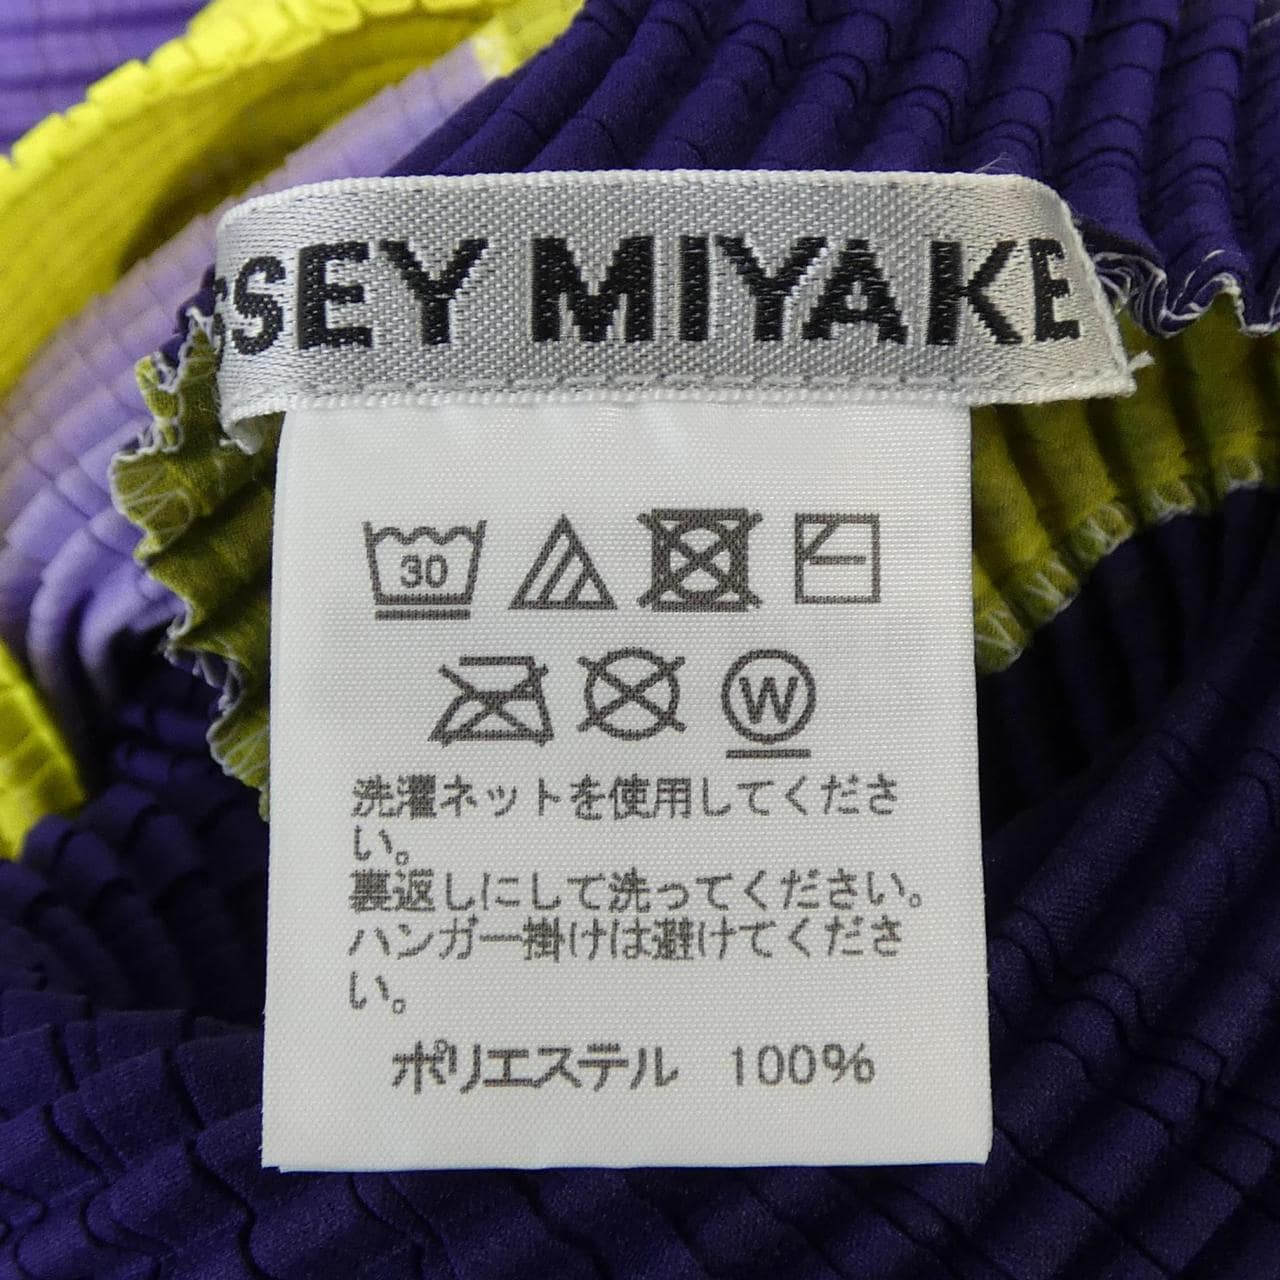 ISSEY MIYAKE
30
W
洗濯ネットを使用してくださ
い。
裏返しにして洗ってください。
ハンガー掛けは避けてくださ
い。
ポリエステル 100%